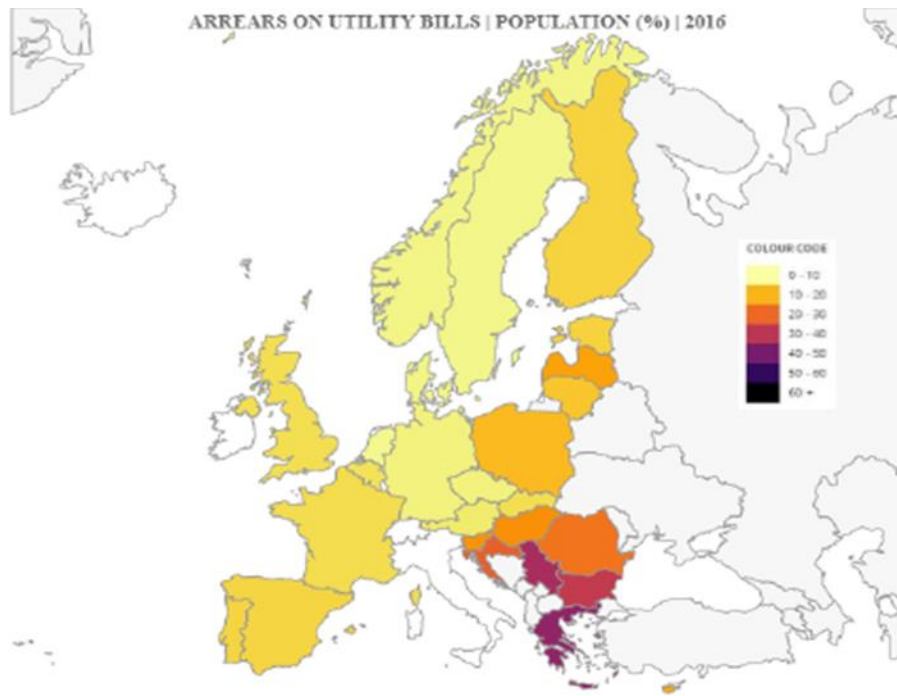 ARREARS ON UTILITY BILLS | POPULATION (%) | 2016
COLOUR CODE
0 - 10
10 - 20
20 - 30
30 - 40
40 - 50
50 - 60
60 +